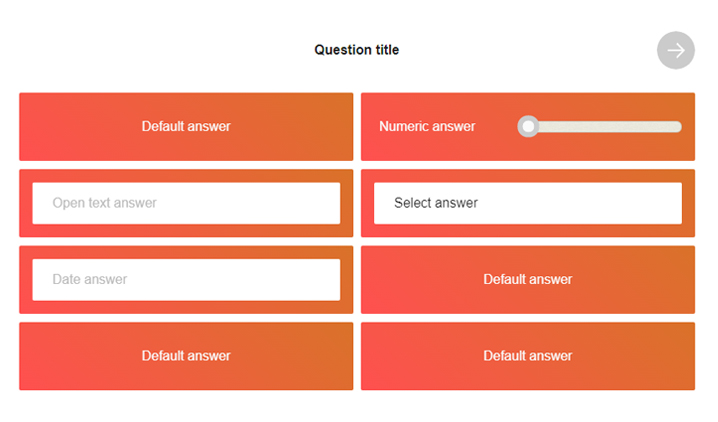 Question title
Default answer
Numeric answer
Open text answer
Select answer
Date answer
Default answer
Default answer
Default answer